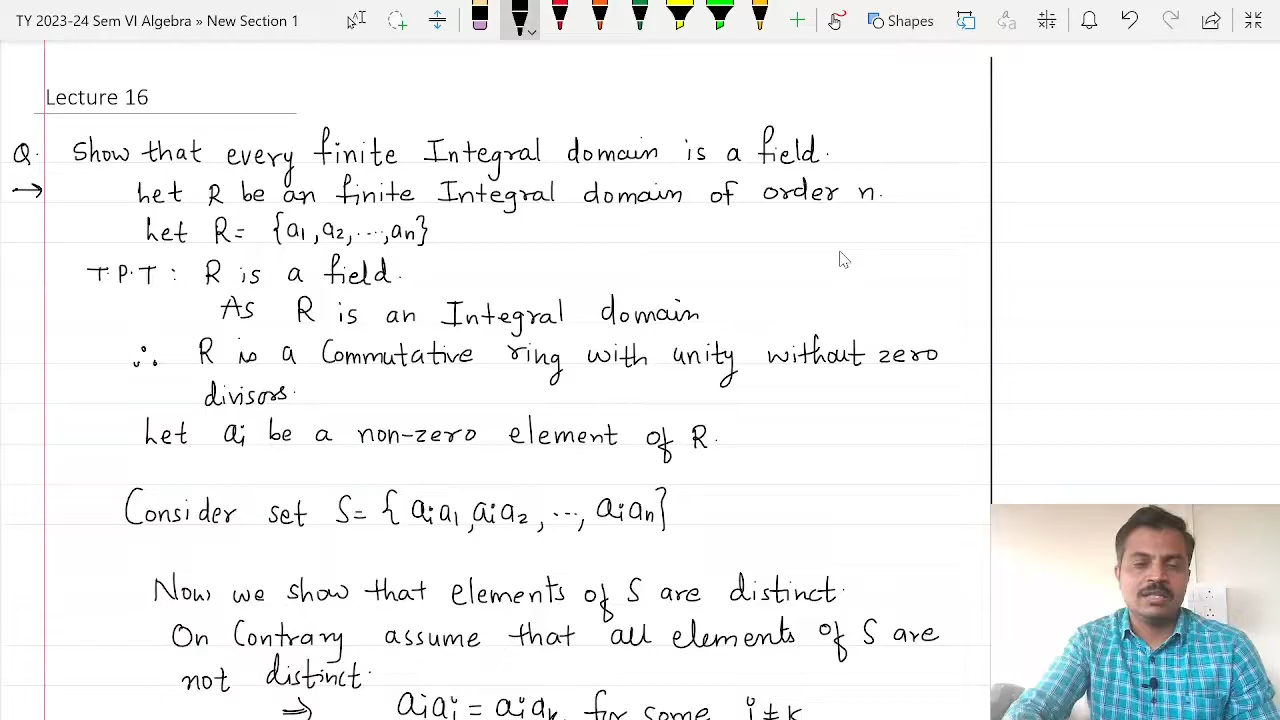 TY 2023-24 Sem VI Algebra » New Section 1
Shapes
Lecture 16
Q. Show that every finite Integral domain is a field.
→ Let R be an finite Integral domain of order n.
Let R= {a1, a2, ..., an}
T.P.T : R is a field.
As R is an Integral domain
∴ R is a Commutative ring with unity without zero
divisors.
Let ai be a non-zero element of R.
Consider set S= {aia1, aia2, ..., aian}
Now we show that elements of S are distinct.
On Contrary assume that all elements of S are
not distinct.
⇒ aiaj = aiak for some j ≠ k